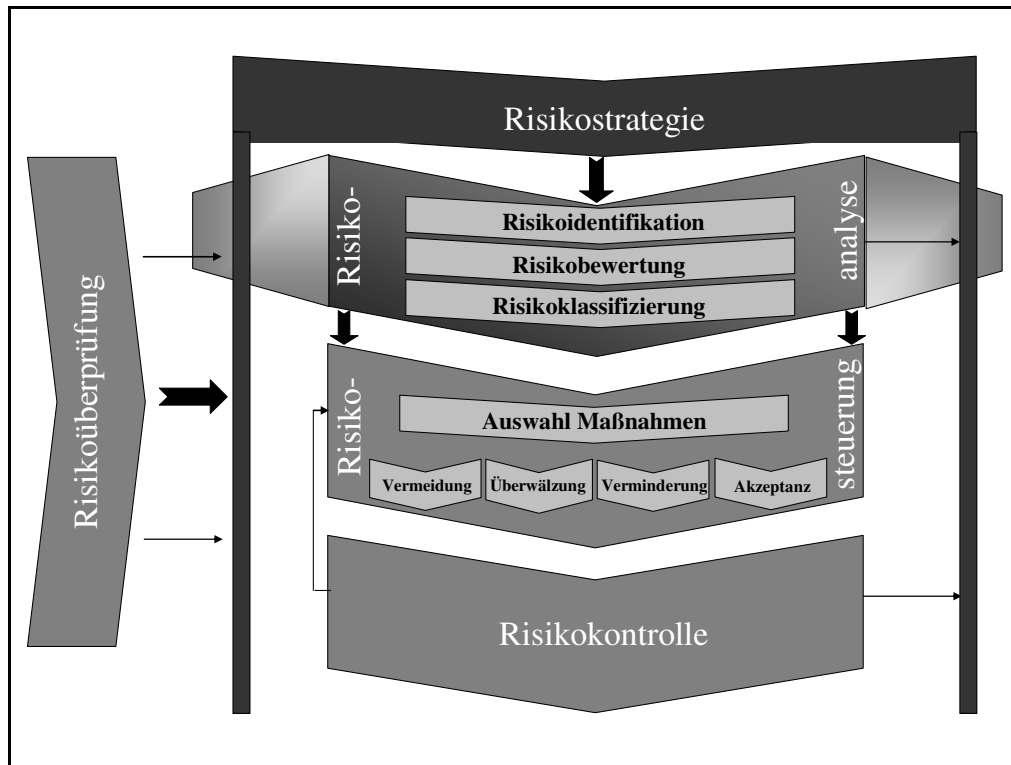 Risikostrategie
Risikoüberprüfung
Risiko-
analyse
Risikoidentifikation
Risikobewertung
Risikoklassifizierung
Risiko-
steuerung
Auswahl Maßnahmen
Vermeidung
Überwälzung
Verminderung
Akzeptanz
Risikokontrolle